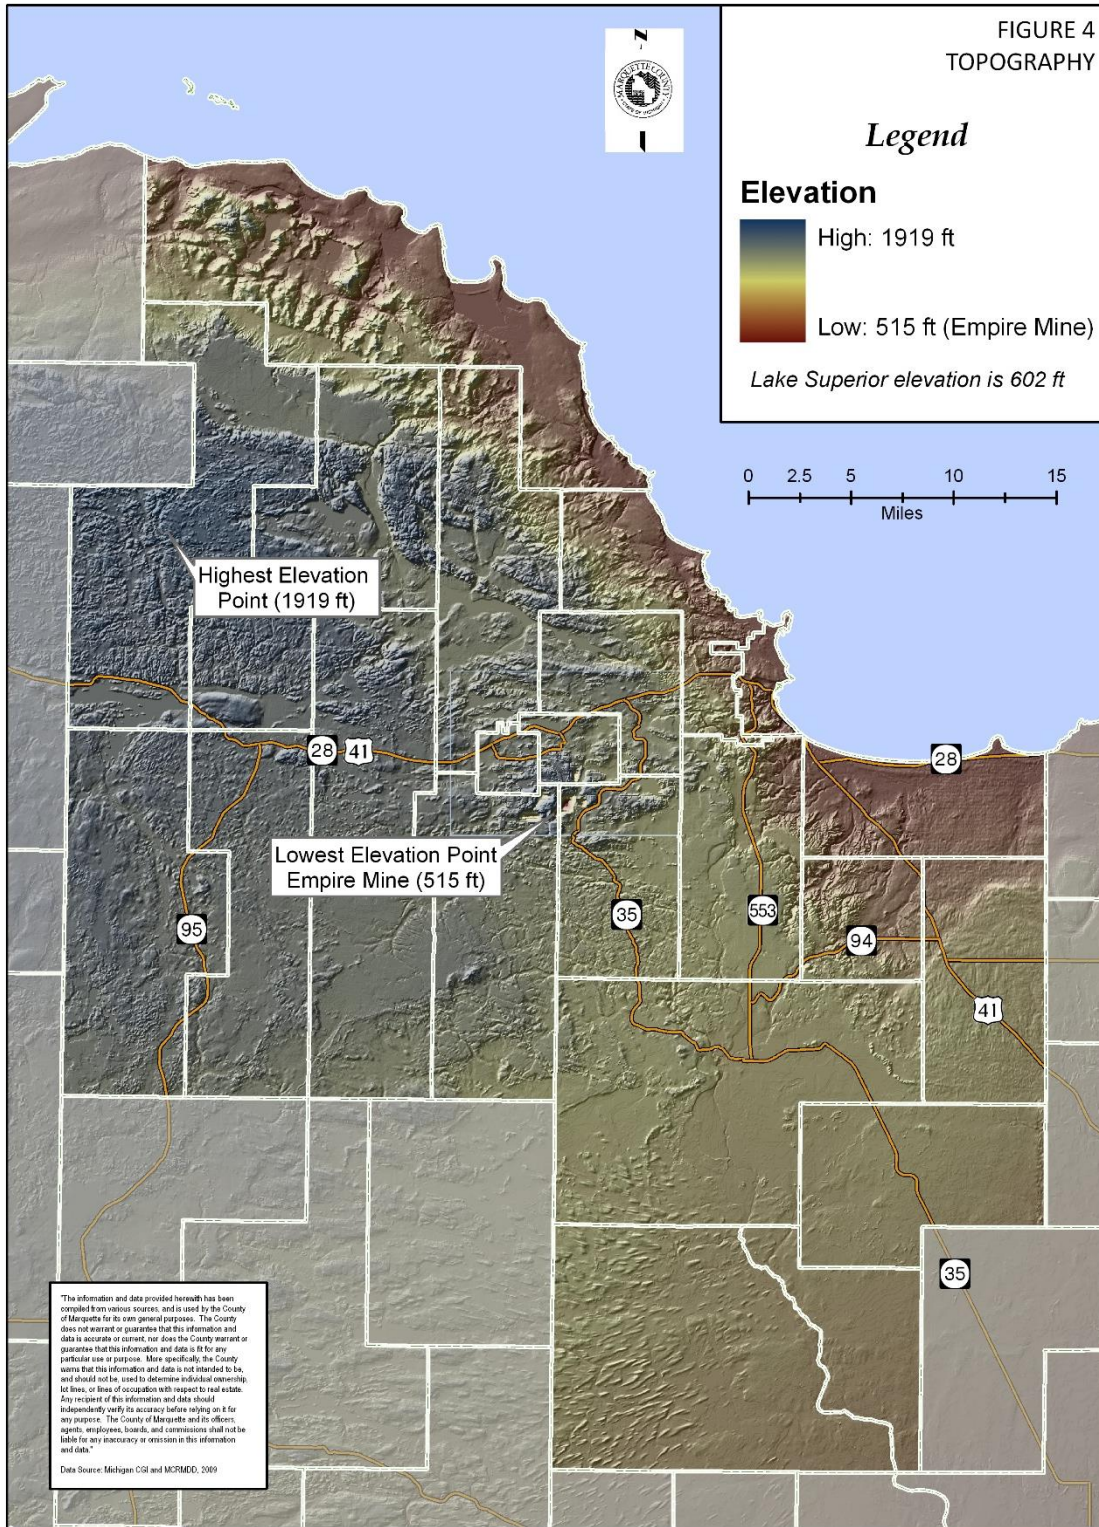 FIGURE 4
TOPOGRAPHY
Legend
Elevation
High: 1919 ft
Low: 515 ft (Empire Mine)
Lake Superior elevation is 602 ft
N
MARQUETTE COUNTY
STATE OF MICHIGAN
0 2.5 5 10 15
Miles
Highest Elevation
Point (1919 ft)
28 41
28
Lowest Elevation Point
Empire Mine (515 ft)
95
35
553
94
41
35
"The information and data provided herewith has been
compiled from various sources, and is used by the County
of Marquette for its own general purposes. The County
does not warrant or guarantee that this information and
data is accurate or current, nor does the County warrant or
guarantee that this information and data is fit for any
particular use or purpose. More specifically, the County
warns that this information and data is not intended to be,
and should not be, used to determine individual ownership,
lot lines, or lines of occupation with respect to real estate.
Any recipient of this information and data should
independently verify its accuracy before relying on it for
any purpose. The County of Marquette and its officers,
agents, employees, boards, and commissions shall not be
liable for any inaccuracy or omission in this information
and data."
Data Source: Michigan CGI and MCRMDD, 2009